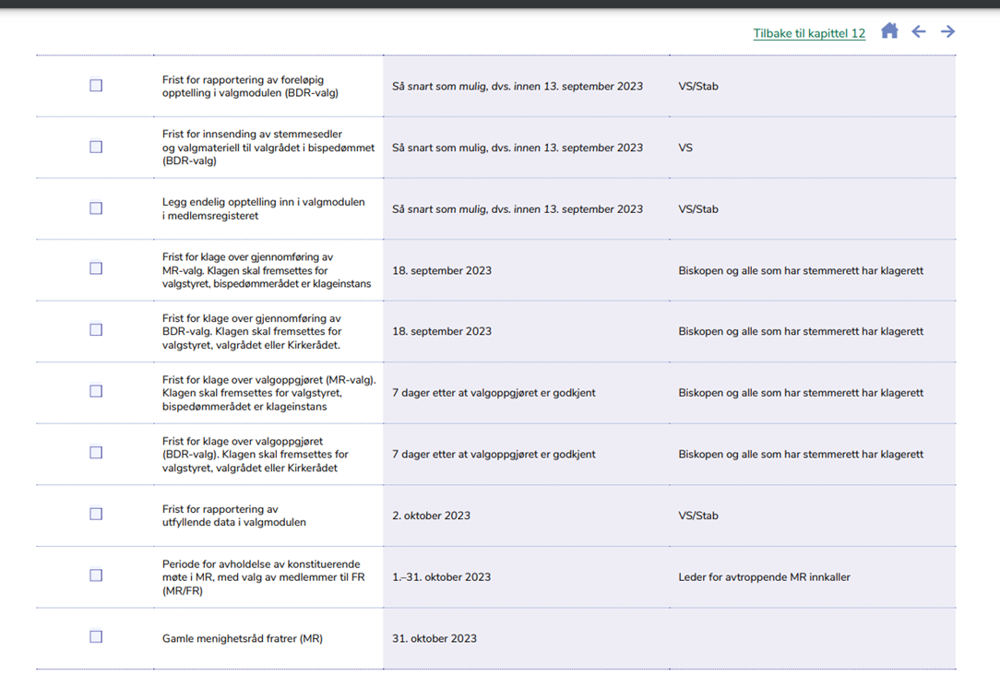 Tilbake til kapittel 12
Frist for rapportering av foreløpig
opptelling i valgmodulen (BDR-valg)
Så snart som mulig, dvs. innen 13. september 2023
VS/Stab
Frist for innsending av stemmesedler
og valgmateriell til valgrådet i bispedømmet
(BDR-valg)
Så snart som mulig, dvs. innen 13. september 2023
VS
Legg endelig opptelling inn i valgmodulen
i medlemsregisteret
Så snart som mulig, dvs. innen 13. september 2023
VS/Stab
Frist for klage over gjennomføring av
MR-valg. Klagen skal fremsettes for
valgstyret, bispedømmerådet er klageinstans
18. september 2023
Biskopen og alle som har stemmerett har klagerett
Frist for klage over gjennomføring av
BDR-valg. Klagen skal fremsettes for
valgstyret, valgrådet eller Kirkerådet.
18. september 2023
Biskopen og alle som har stemmerett har klagerett
Frist for klage over valgoppgjøret (MR-valg).
Klagen skal fremsettes for valgstyret,
bispedømmerådet er klageinstans
7 dager etter at valgoppgjøret er godkjent
Biskopen og alle som har stemmerett har klagerett
Frist for klage over valgoppgjøret
(BDR-valg). Klagen skal fremsettes for
valgstyret, valgrådet eller Kirkerådet
7 dager etter at valgoppgjøret er godkjent
Biskopen og alle som har stemmerett har klagerett
Frist for rapportering av
utfyllende data i valgmodulen
2. oktober 2023
VS/Stab
Periode for avholdelse av konstituerende
møte i MR, med valg av medlemmer til FR
(MR/FR)
1.–31. oktober 2023
Leder for avtroppende MR innkaller
Gamle menighetsråd fratrer (MR)
31. oktober 2023